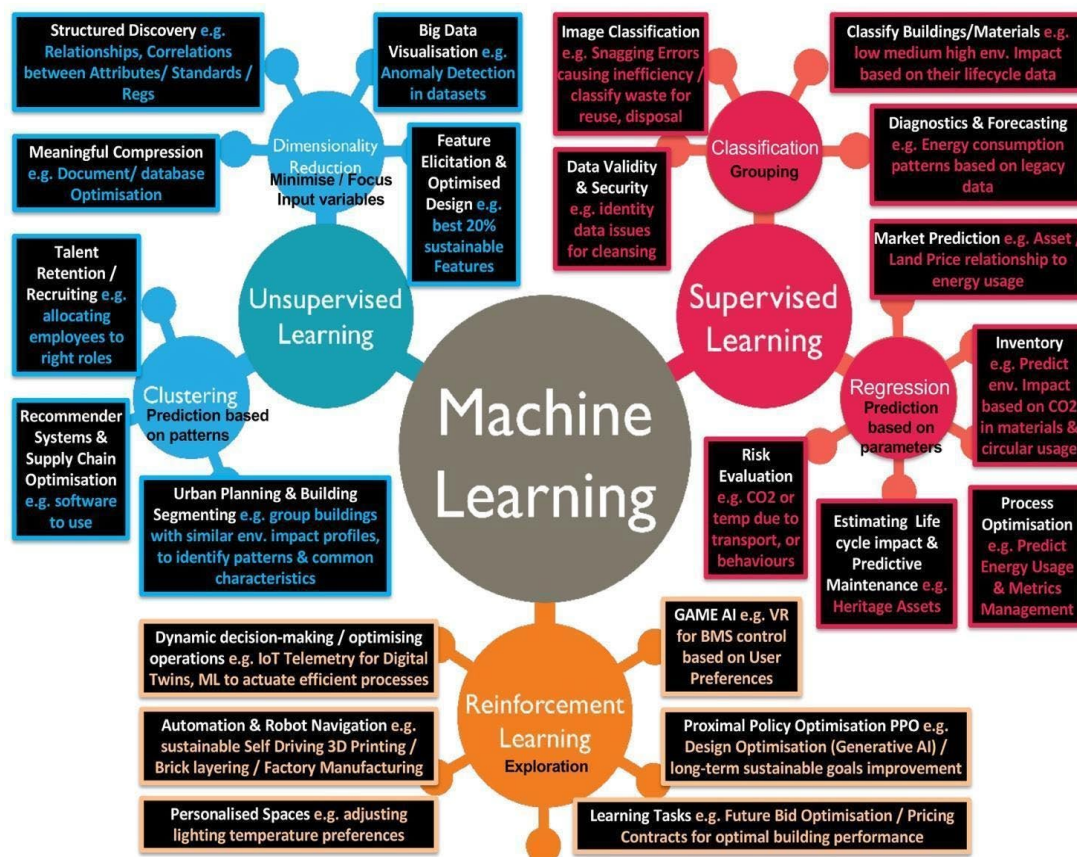 Structured Discovery e.g.
Relationships, Correlations
between Attributes/ Standards /
Regs
Big Data
Visualisation e.g.
Anomaly Detection
in datasets
Meaningful Compression
e.g. Document/ database
Optimisation
Dimensionality
Reduction
Minimise / Focus
Input variables
Feature
Elicitation &
Optimised
Design e.g.
best 20%
sustainable
Features
Talent
Retention /
Recruiting e.g.
allocating
employees to
right roles
Unsupervised
Learning
Clustering
Prediction based
on patterns
Recommender
Systems &
Supply Chain
Optimisation
e.g. software
to use
Urban Planning & Building
Segmenting e.g. group buildings
with similar env. impact profiles,
to identify patterns & common
characteristics
Image Classification
e.g. Snagging Errors
causing inefficiency /
classify waste for
reuse, disposal
Classify Buildings/Materials e.g.
low medium high env. Impact
based on their lifecycle data
Classification
Grouping
Diagnostics & Forecasting
e.g. Energy consumption
patterns based on legacy
data
Data Validity
& Security
e.g. identity
data issues
for cleansing
Supervised
Learning
Market Prediction e.g. Asset /
Land Price relationship to
energy usage
Regression
Prediction
based on
parameters
Inventory
e.g. Predict
env. Impact
based on CO2
in materials &
circular usage
Risk
Evaluation
e.g. CO2 or
temp due to
transport, or
behaviours
Estimating Life
cycle impact &
Predictive
Maintenance e.g.
Heritage Assets
Process
Optimisation
e.g. Predict
Energy Usage
& Metrics
Management
Machine
Learning
Dynamic decision-making / optimising
operations e.g. IoT Telemetry for Digital
Twins, ML to actuate efficient processes
GAME AI e.g. VR
for BMS control
based on User
Preferences
Reinforcement
Learning
Exploration
Automation & Robot Navigation e.g.
sustainable Self Driving 3D Printing /
Brick layering / Factory Manufacturing
Proximal Policy Optimisation PPO e.g.
Design Optimisation (Generative AI) /
long-term sustainable goals improvement
Personalised Spaces e.g. adjusting
lighting temperature preferences
Learning Tasks e.g. Future Bid Optimisation / Pricing
Contracts for optimal building performance